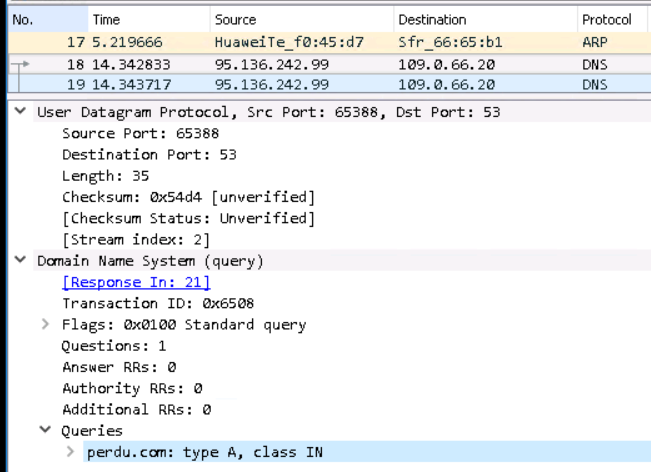 No. Time Source Destination Protocol
17 5.219666 HuaweiTe_f0:45:d7 Sfr_66:65:b1 ARP
18 14.342833 95.136.242.99 109.0.66.20 DNS
19 14.343717 95.136.242.99 109.0.66.20 DNS
User Datagram Protocol, Src Port: 65388, Dst Port: 53
Source Port: 65388
Destination Port: 53
Length: 35
Checksum: 0x54d4 [unverified]
[Checksum Status: Unverified]
[Stream index: 2]
Domain Name System (query)
[Response In: 21]
Transaction ID: 0x6508
Flags: 0x0100 Standard query
Questions: 1
Answer RRs: 0
Authority RRs: 0
Additional RRs: 0
Queries
perdu.com: type A, class IN